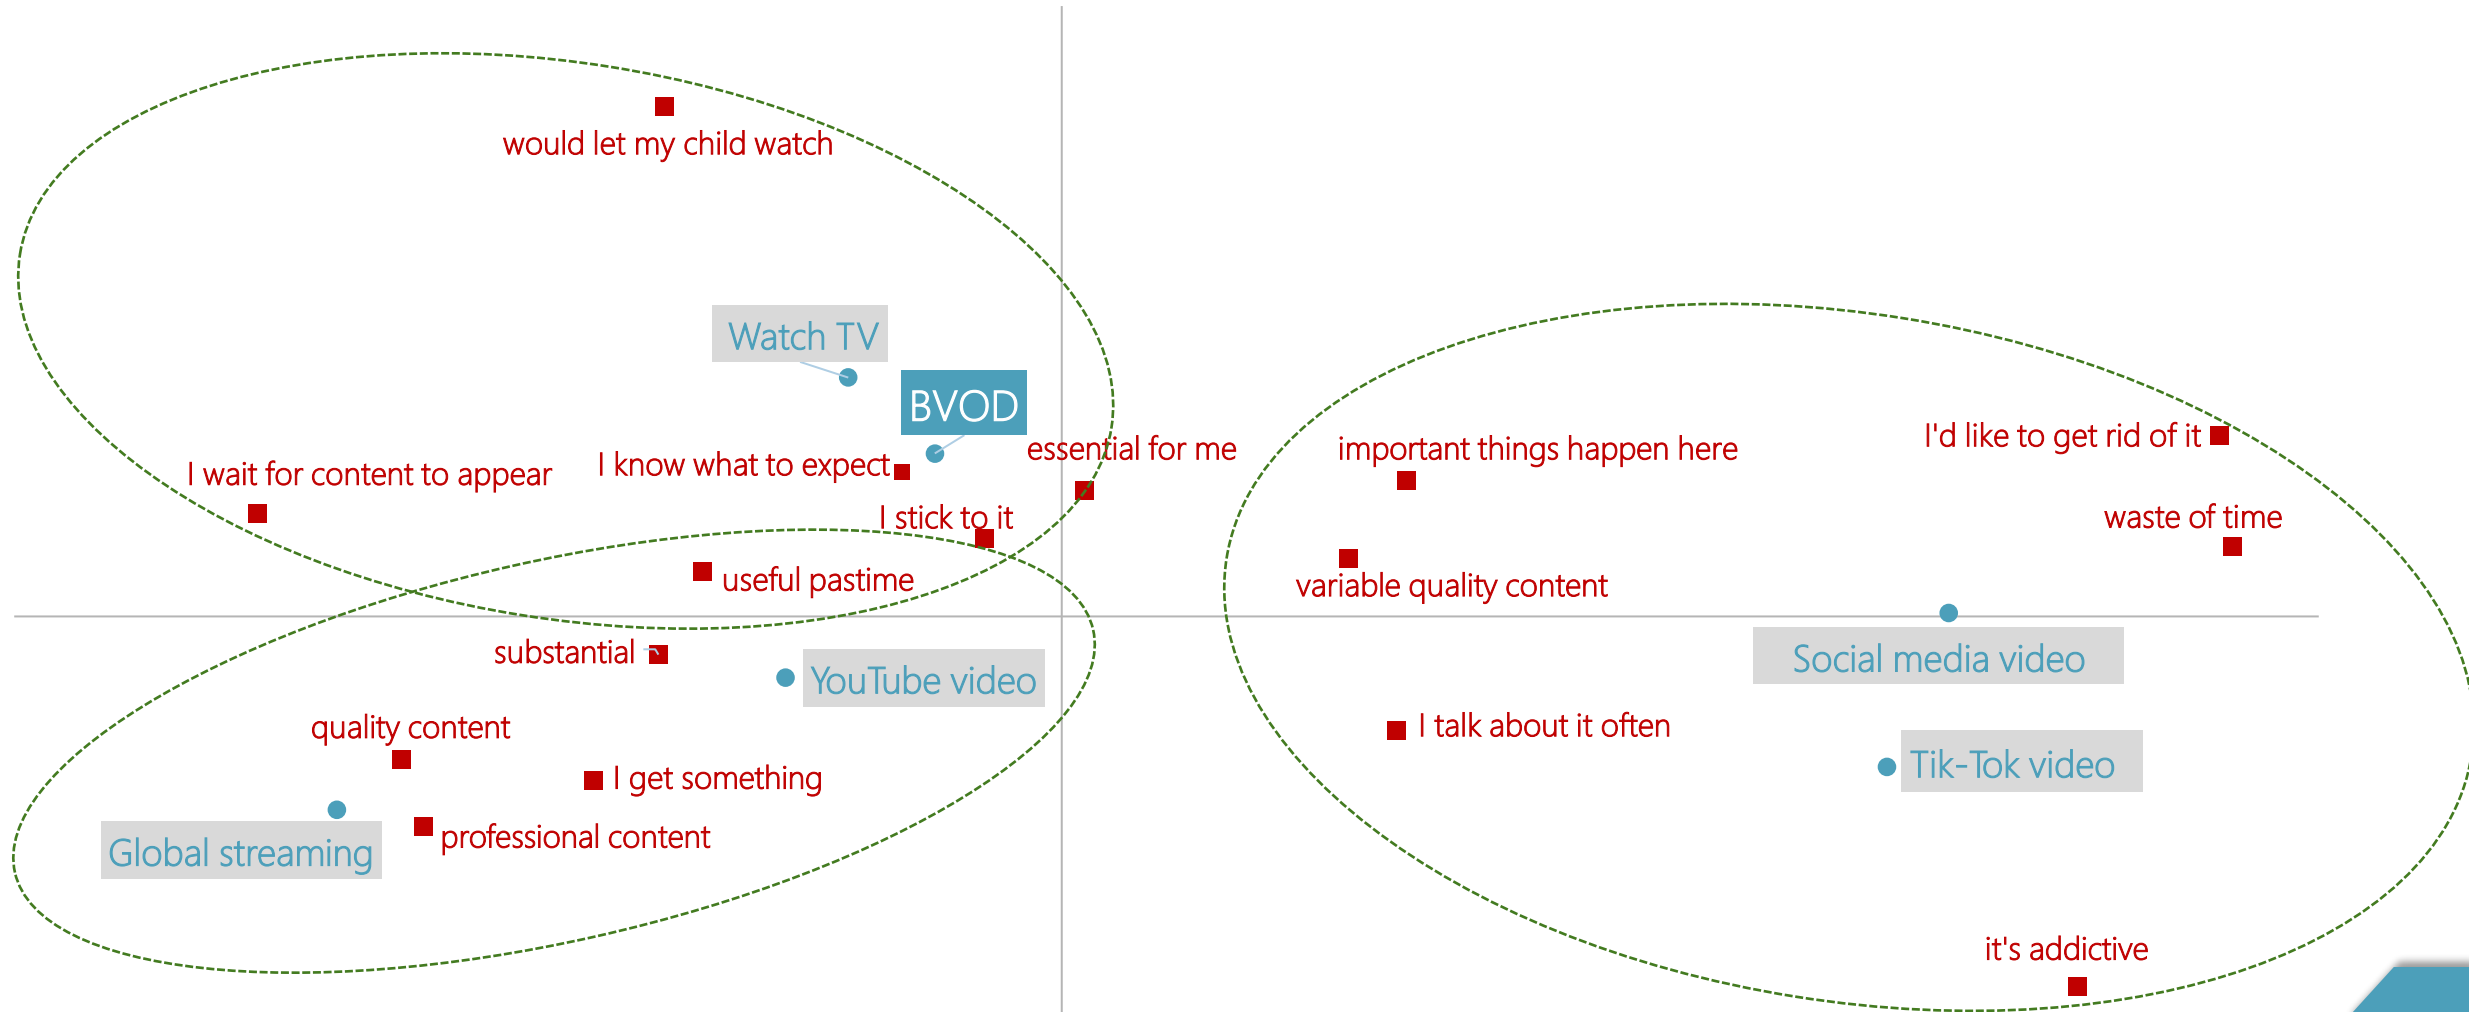 would let my child watch
Watch TV
BVOD
essential for me
important things happen here
I'd like to get rid of it
I know what to expect
I wait for content to appear
I stick to it
waste of time
useful pastime
variable quality content
substantial
YouTube video
Social media video
quality content
I talk about it often
I get something
Tik-Tok video
professional content
Global streaming
it's addictive